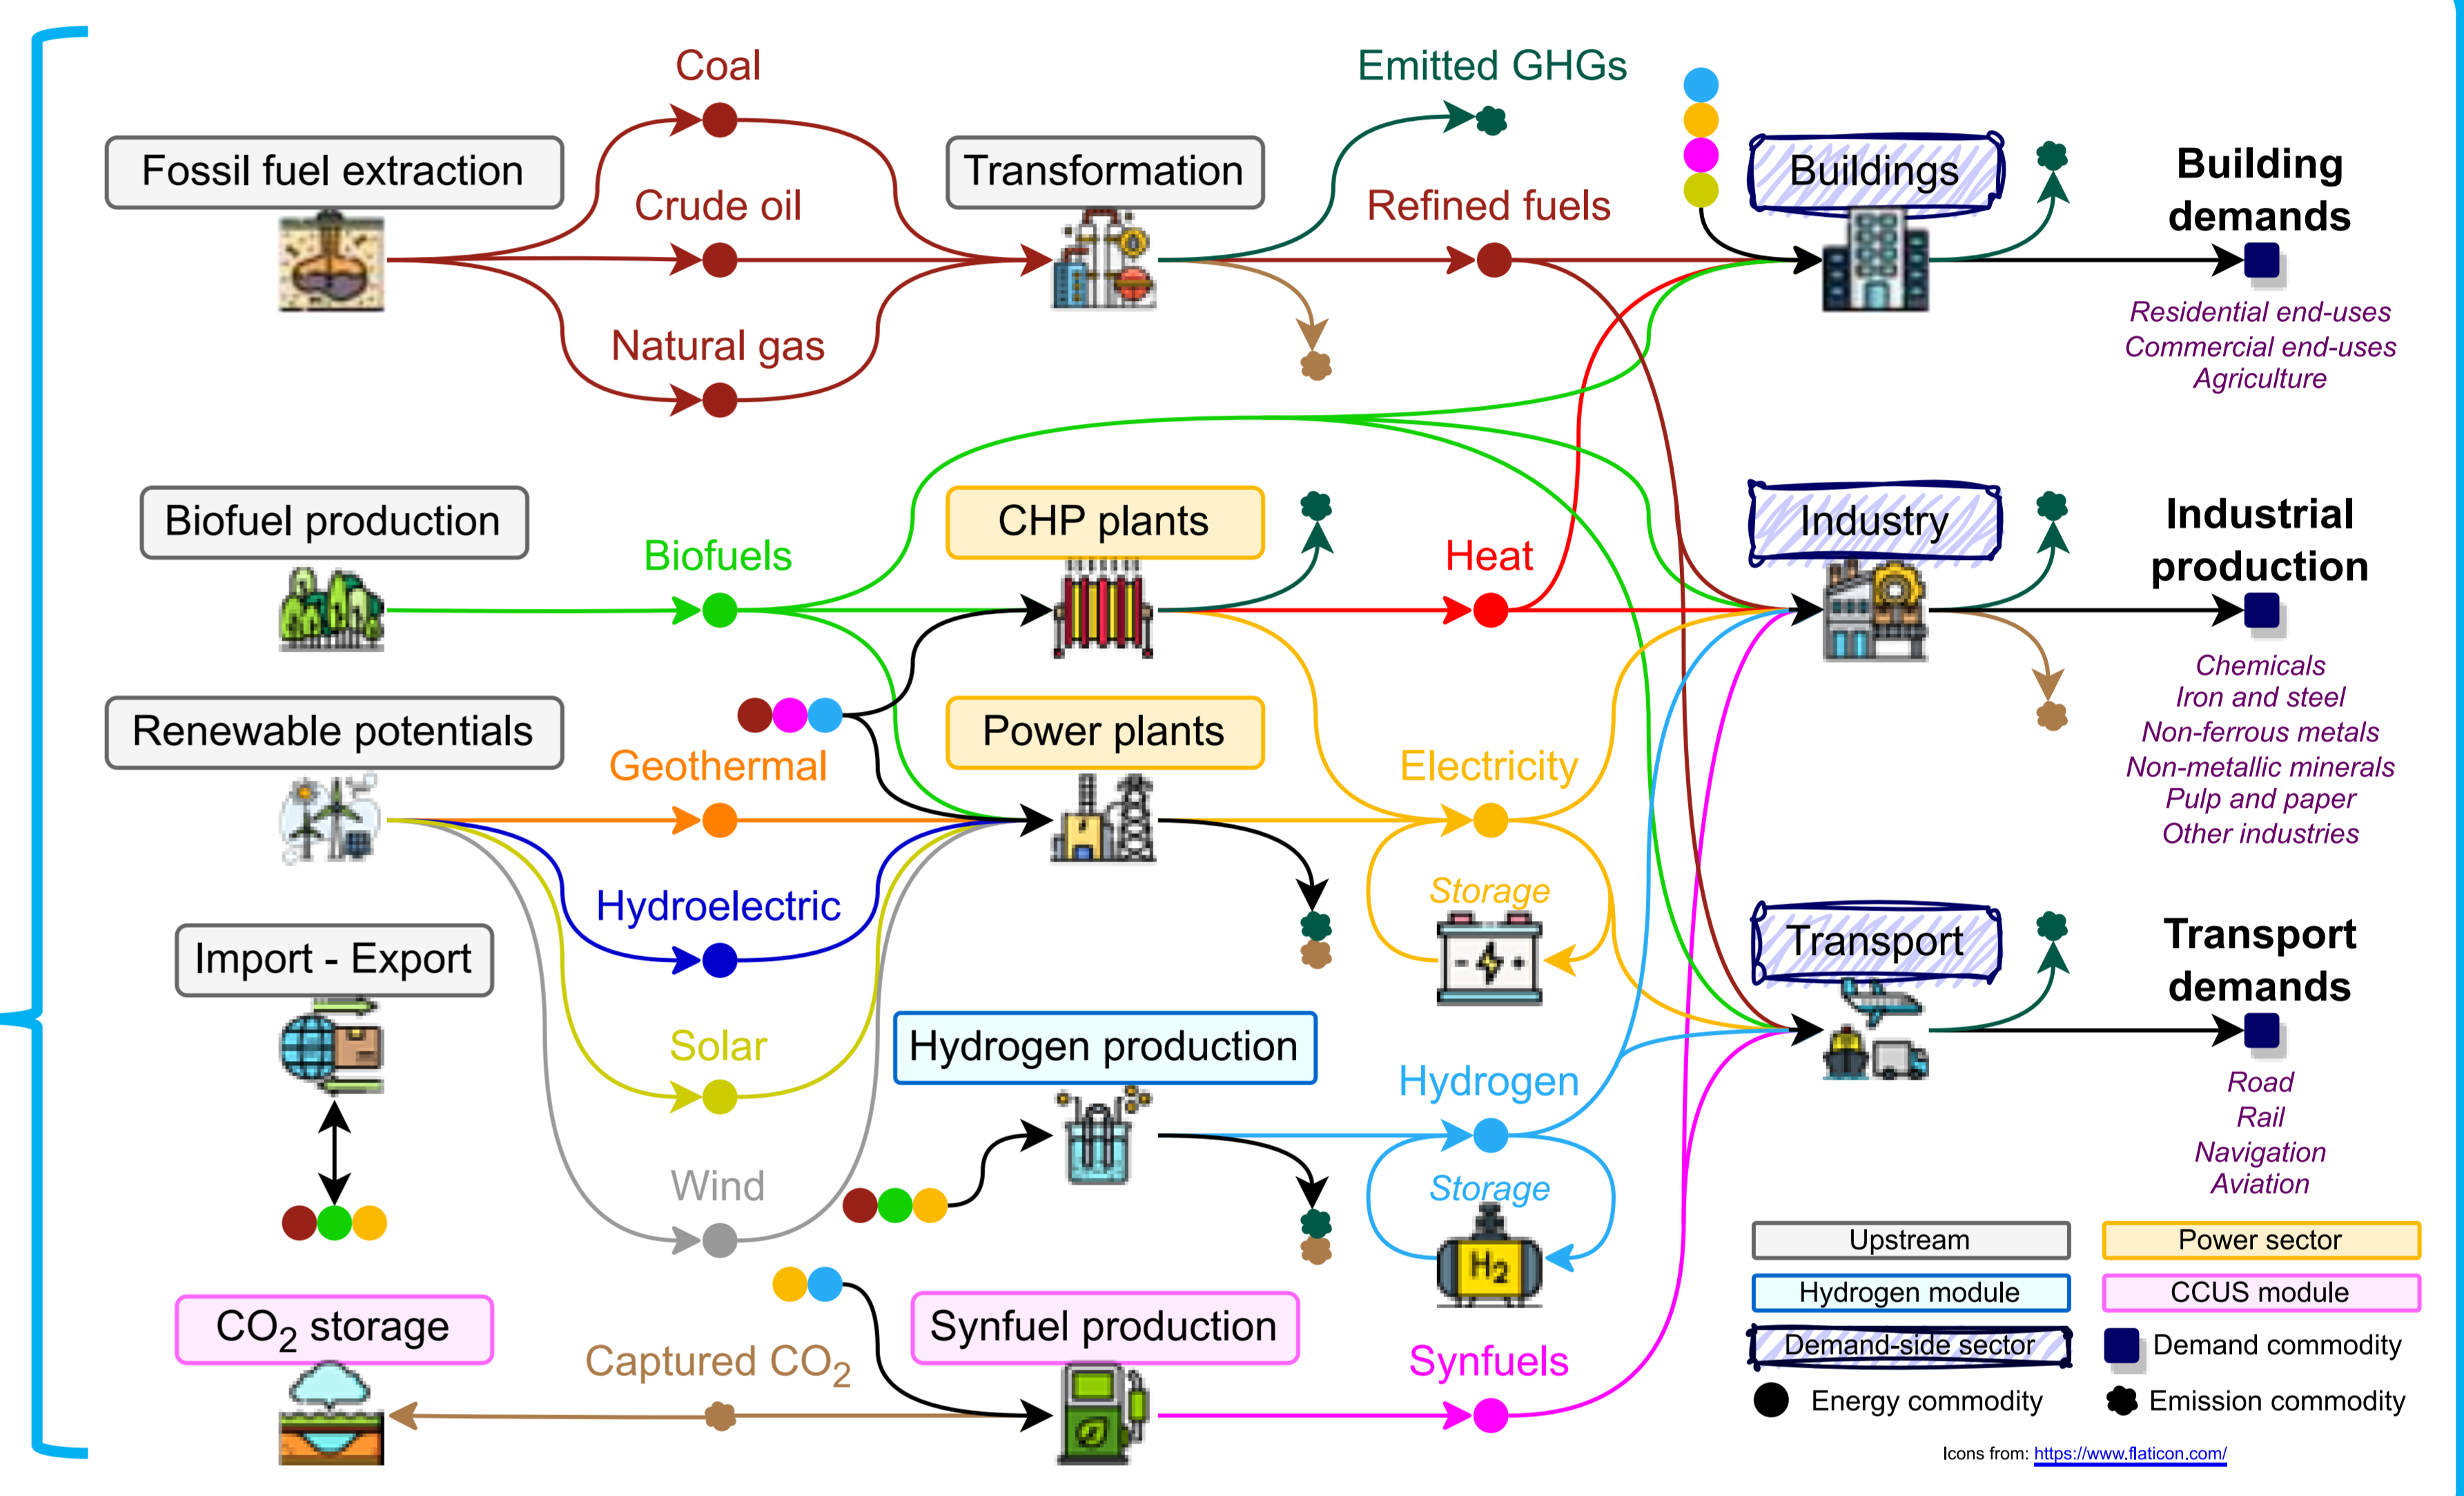 Coal
Emitted GHGs
Fossil fuel extraction
Transformation
Buildings
Building
demands
Crude oil
Refined fuels
Natural gas
Residential end-uses
Commercial end-uses
Agriculture
Biofuel production
CHP plants
Industry
Industrial
production
Biofuels
Heat
Chemicals
Iron and steel
Non-ferrous metals
Non-metallic minerals
Pulp and paper
Other industries
Renewable potentials
Power plants
Geothermal
Electricity
Hydroelectric
Storage
Import - Export
Transport
Transport
demands
Solar
Hydrogen production
Hydrogen
Road
Rail
Navigation
Aviation
Wind
Storage
H2
CO2 storage
Synfuel production
Captured CO2
Synfuels
Upstream
Power sector
Hydrogen module
CCUS module
Demand-side sector
Demand commodity
Energy commodity
Emission commodity
Icons from: https://www.flaticon.com/